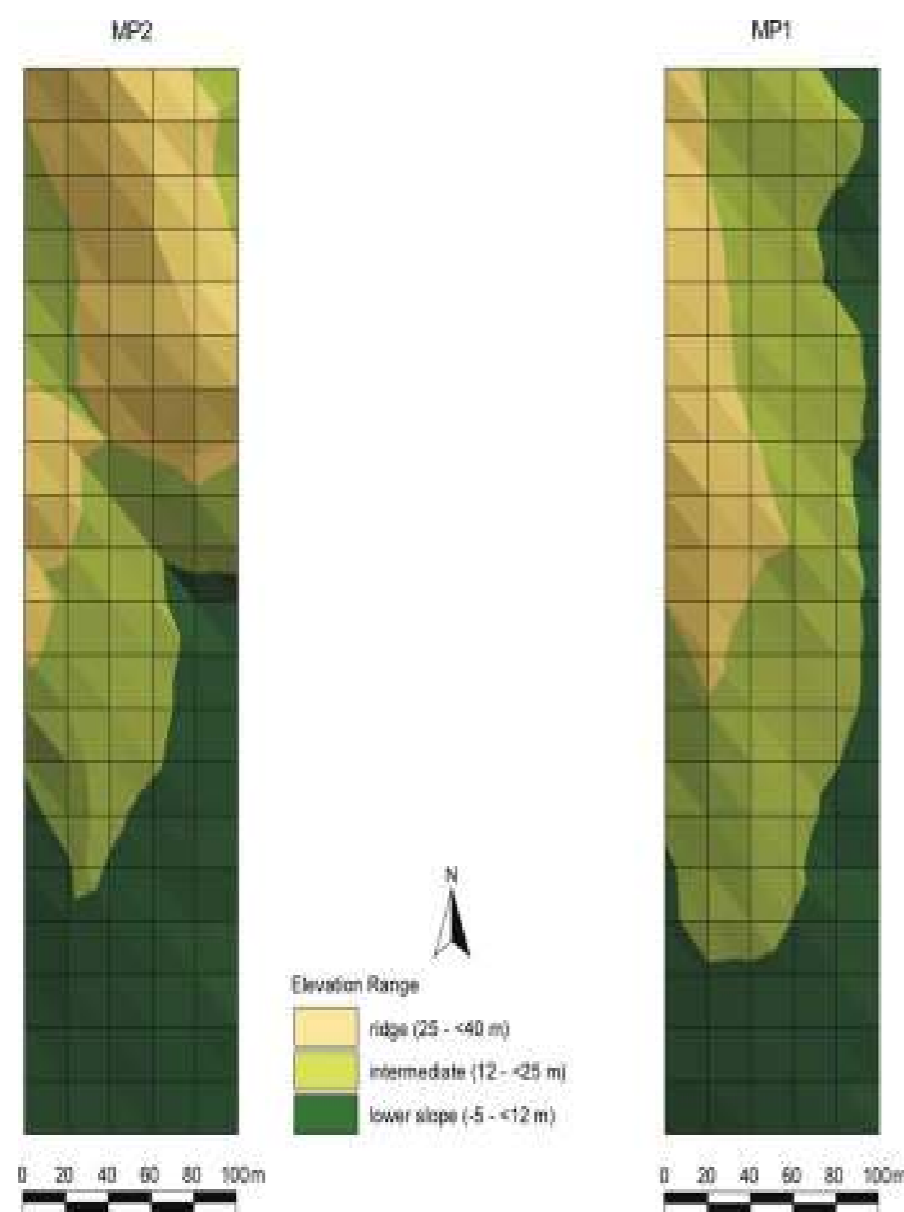 MP2
MP1
N
Elevation Range
ridge (25 - <40 m)
intermediate (12 - <25 m)
lower slope (-5 - <12 m)
0 20 40 60 80 100m
0 20 40 60 80 100m